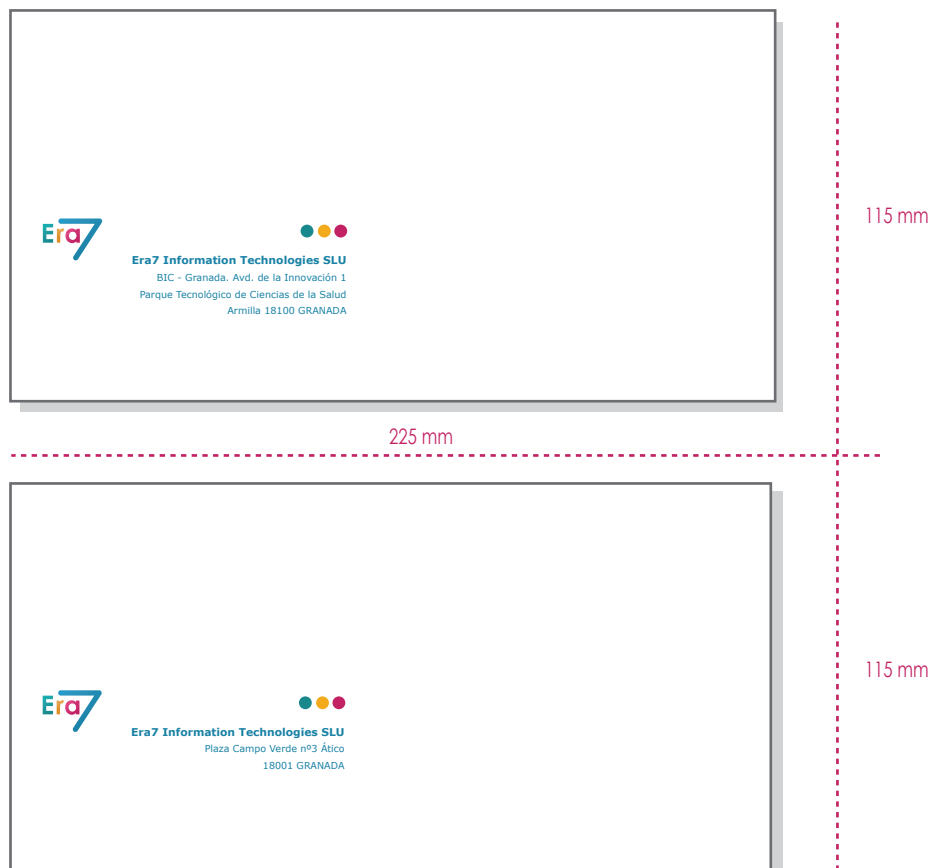 Era7
Era7 Information Technologies SLU
BIC - Granada. Avd. de la Innovación 1
Parque Tecnológico de Ciencias de la Salud
Armilla 18100 GRANADA
115 mm
225 mm
Era7
Era7 Information Technologies SLU
Plaza Campo Verde nº3 Ático
18001 GRANADA
115 mm